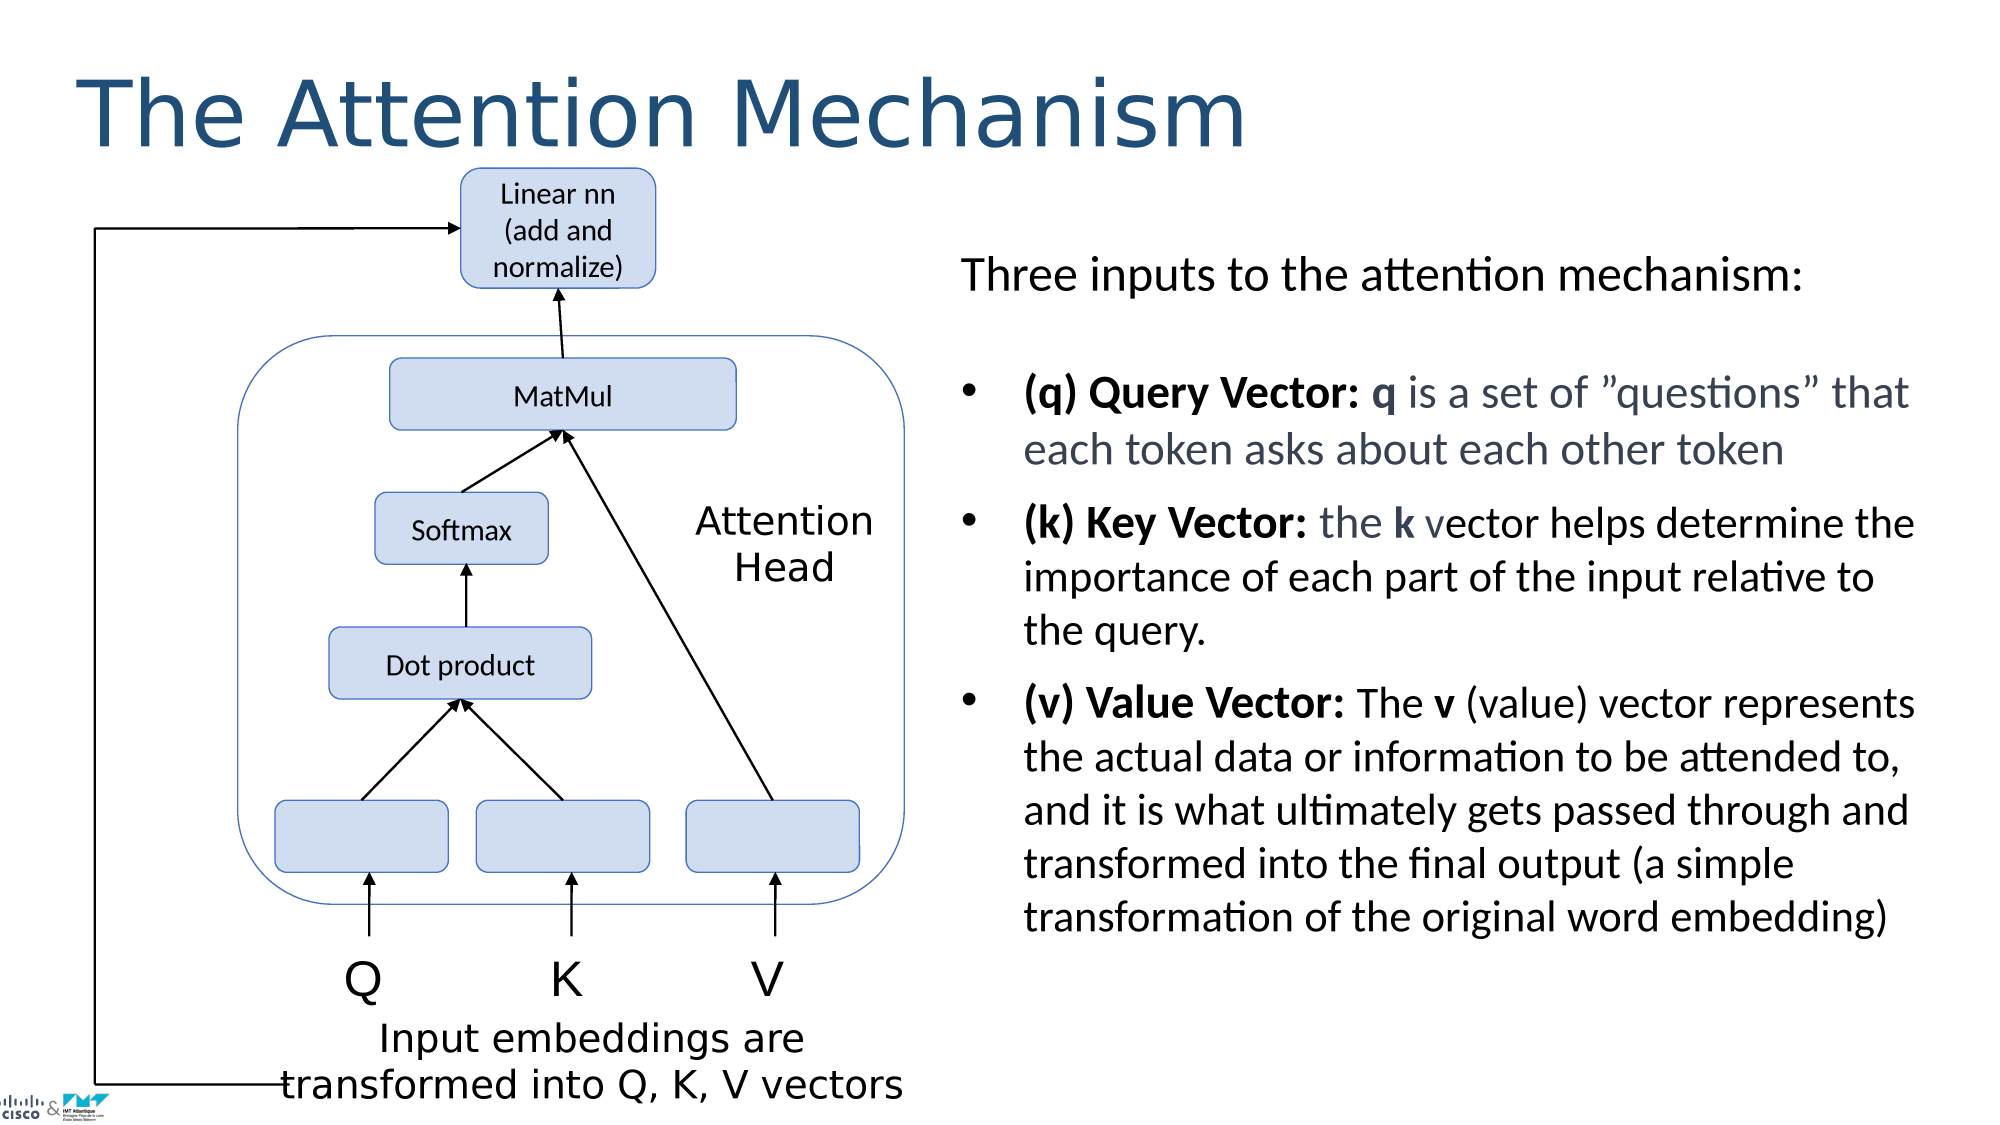 The Attention Mechanism
Linear nn
(add and
normalize)
MatMul
Softmax
Attention
Head
Dot product
Q K V
Input embeddings are
transformed into Q, K, V vectors
Three inputs to the attention mechanism:
• (q) Query Vector: q is a set of ”questions” that
each token asks about each other token
• (k) Key Vector: the k vector helps determine the
importance of each part of the input relative to
the query.
• (v) Value Vector: The v (value) vector represents
the actual data or information to be attended to,
and it is what ultimately gets passed through and
transformed into the final output (a simple
transformation of the original word embedding)
CISCO & IMT Atlantique